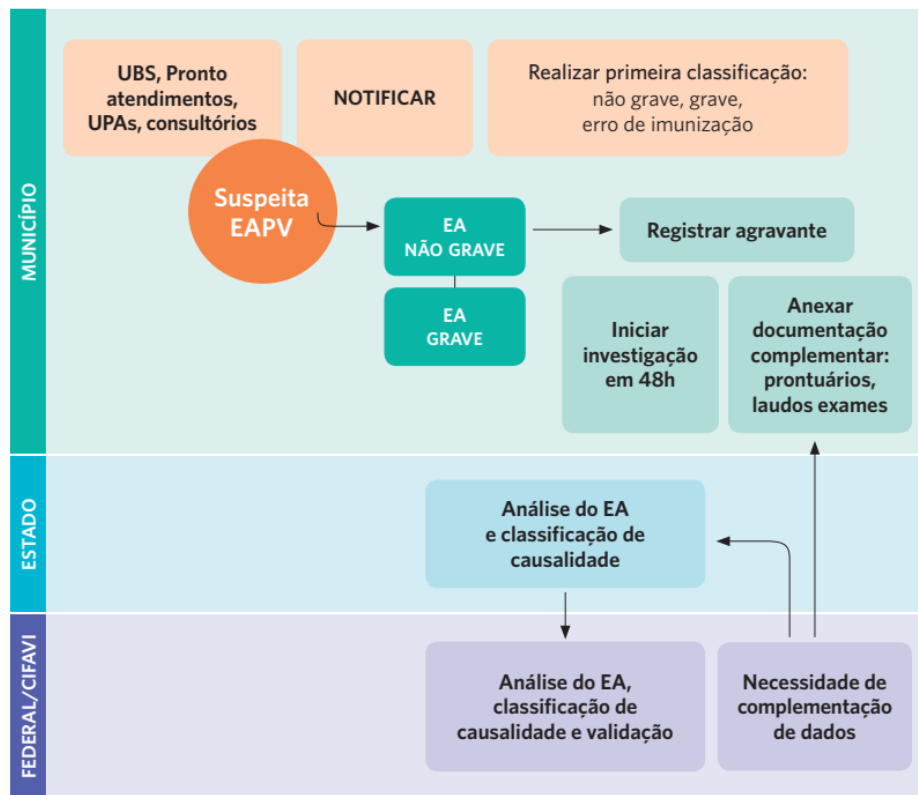 MUNICÍPIO
UBS, Pronto
atendimentos,
UPAs, consultórios
NOTIFICAR
Realizar primeira classificação:
não grave, grave,
erro de imunização
Suspeita
EAPV
EA
NÃO GRAVE
Registrar agravante
EA
GRAVE
Iniciar
investigação
em 48h
Anexar
documentação
complementar:
prontuários,
laudos exames
ESTADO
Análise do EA
e classificação de
causalidade
FEDERAL/CIFAVI
Análise do EA,
classificação de
causalidade e validação
Necessidade de
complementação
de dados